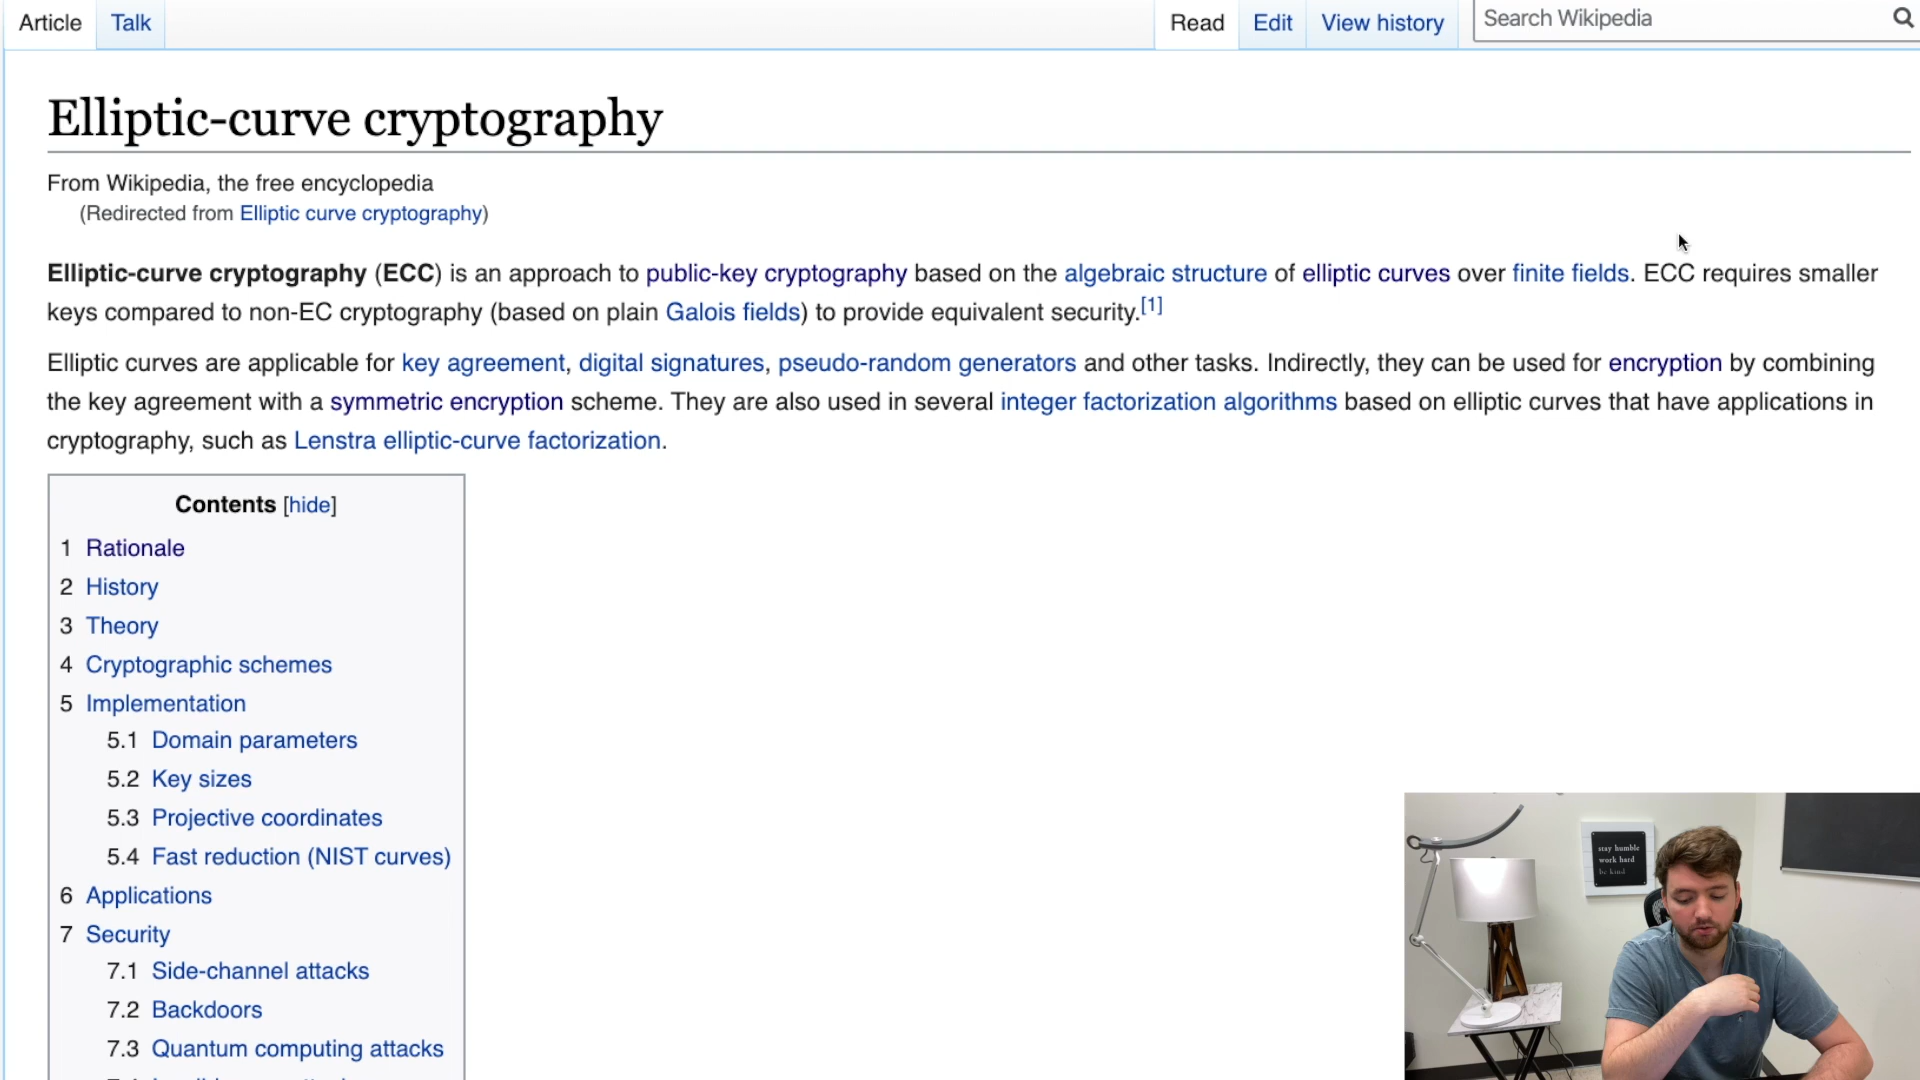 Article Talk Read Edit View history Search Wikipedia
Elliptic-curve cryptography
From Wikipedia, the free encyclopedia
(Redirected from Elliptic curve cryptography)
Elliptic-curve cryptography (ECC) is an approach to public-key cryptography based on the algebraic structure of elliptic curves over finite fields. ECC requires smaller
keys compared to non-EC cryptography (based on plain Galois fields) to provide equivalent security.[1]
Elliptic curves are applicable for key agreement, digital signatures, pseudo-random generators and other tasks. Indirectly, they can be used for encryption by combining
the key agreement with a symmetric encryption scheme. They are also used in several integer factorization algorithms based on elliptic curves that have applications in
cryptography, such as Lenstra elliptic-curve factorization.
Contents [hide]
1 Rationale
2 History
3 Theory
4 Cryptographic schemes
5 Implementation
5.1 Domain parameters
5.2 Key sizes
5.3 Projective coordinates
5.4 Fast reduction (NIST curves)
6 Applications
7 Security
7.1 Side-channel attacks
7.2 Backdoors
7.3 Quantum computing attacks
stay humble
work hard
be kind